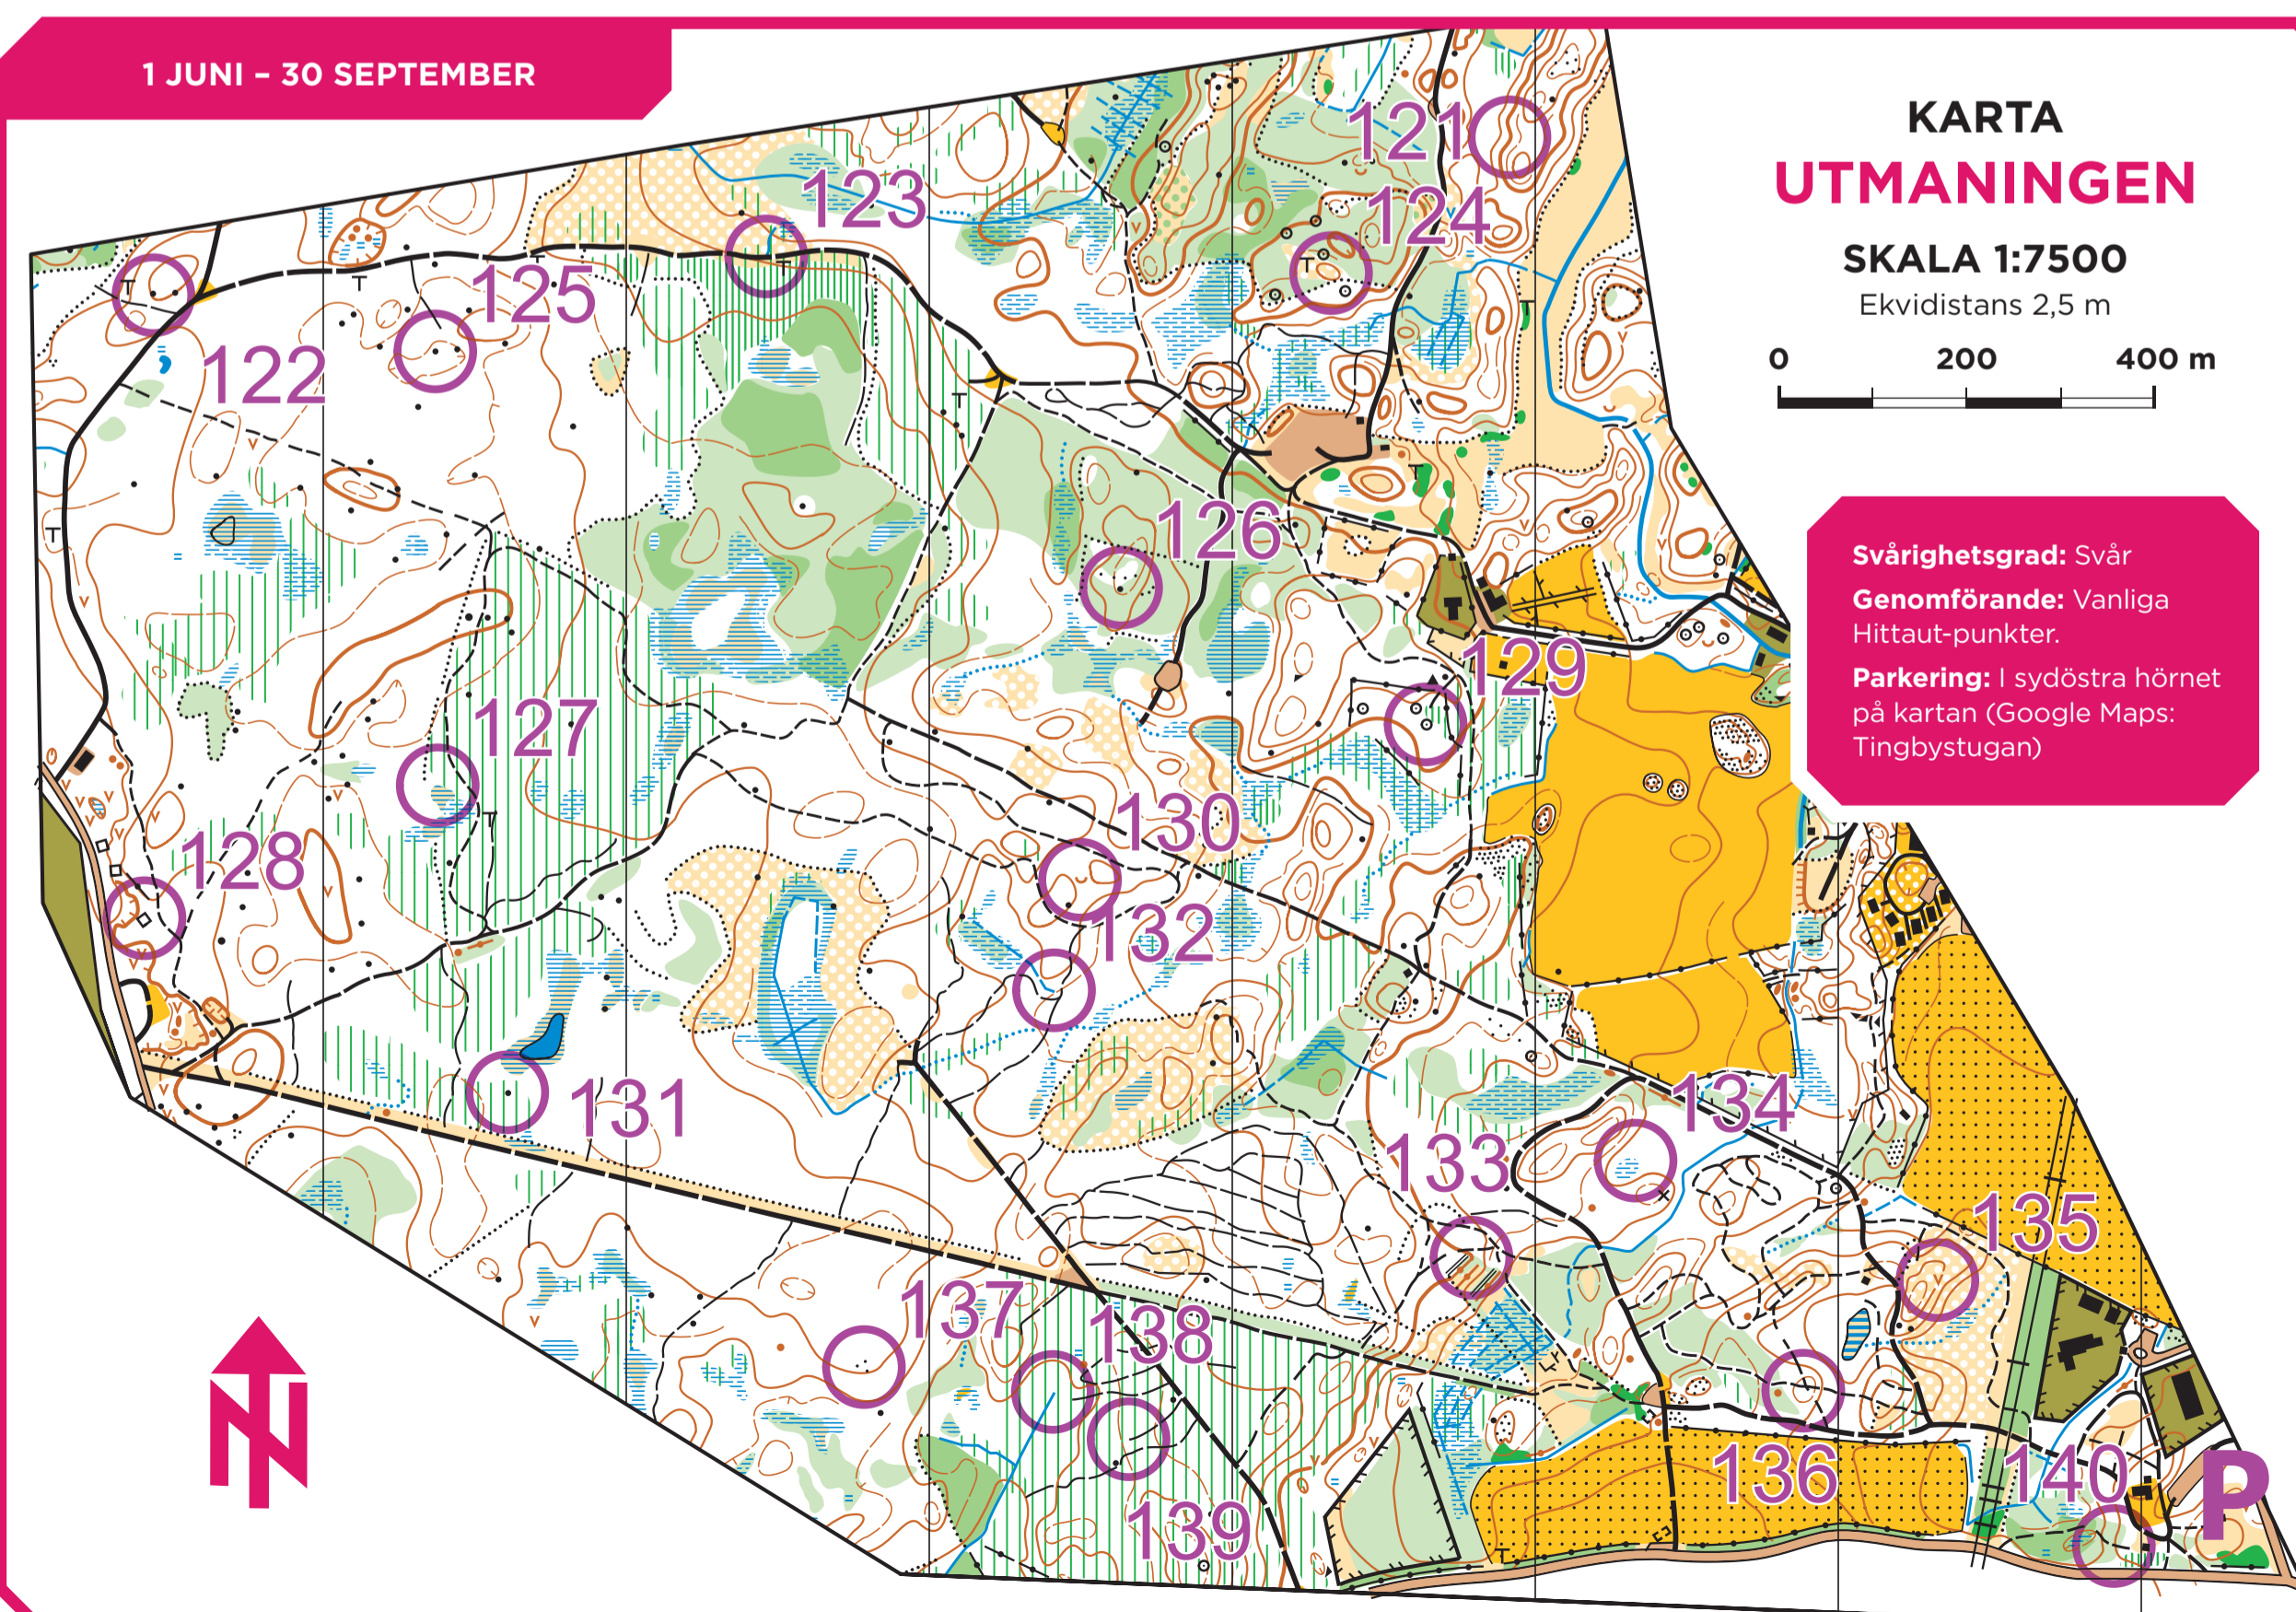 1 JUNI – 30 SEPTEMBER
KARTA
UTMANINGEN
SKALA 1:7500
Ekvidistans 2,5 m
0 200 400 m
Svårighetsgrad: Svår
Genomförande: Vanliga
Hittaut-punkter.
Parkering: I sydöstra hörnet
på kartan (Google Maps:
Tingbystugan)
121
123
124
125
122
126
129
127
130
128
132
131
134
133
135
137
138
136
140
P
139
N